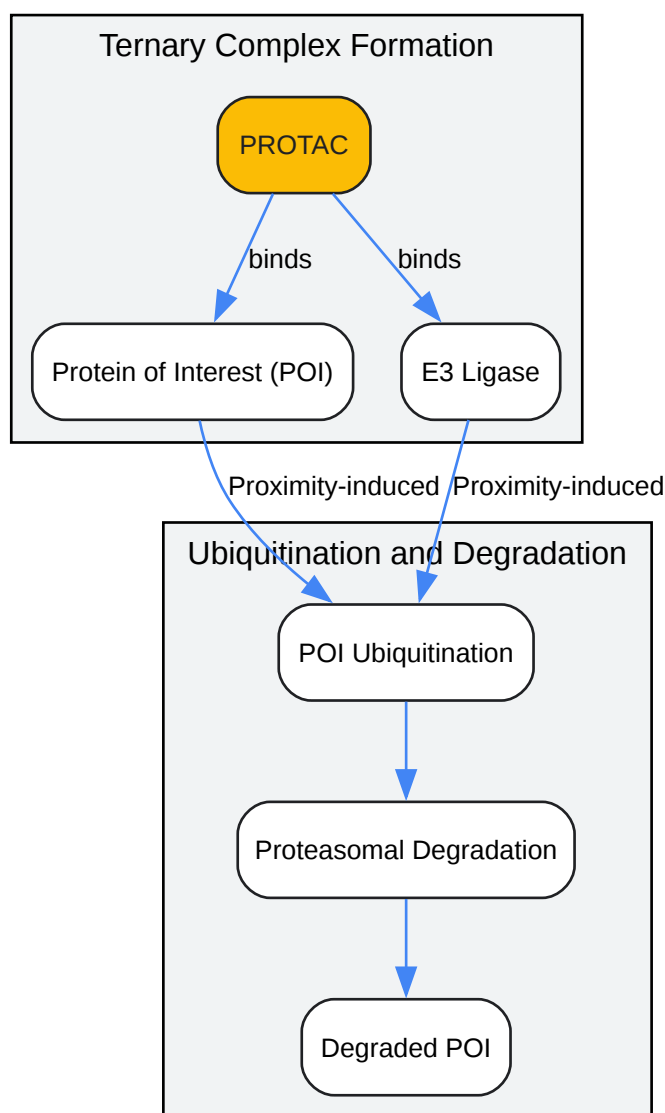 Ternary Complex Formation
PROTAC
binds
binds
Protein of Interest (POI)
E3 Ligase
Proximity-induced
Proximity-induced
Ubiquitination and Degradation
POI Ubiquitination
Proteasomal Degradation
Degraded POI